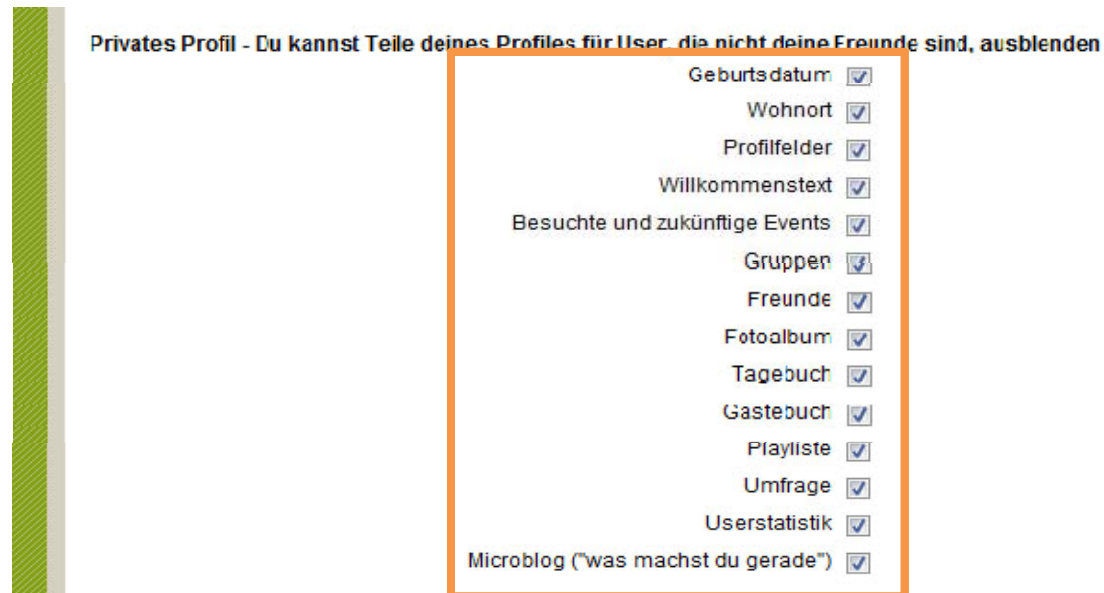 Privates Profil - Du kannst Teile deines Profiles für User, die nicht deine Freunde sind, ausblenden
Geburtsdatum
Wohnort
Profilfelder
Willkommenstext
Besuchte und zukünftige Events
Gruppen
Freunde
Fotoalbum
Tagebuch
Gästebuch
Playliste
Umfrage
Userstatistik
Microblog ("was machst du gerade")